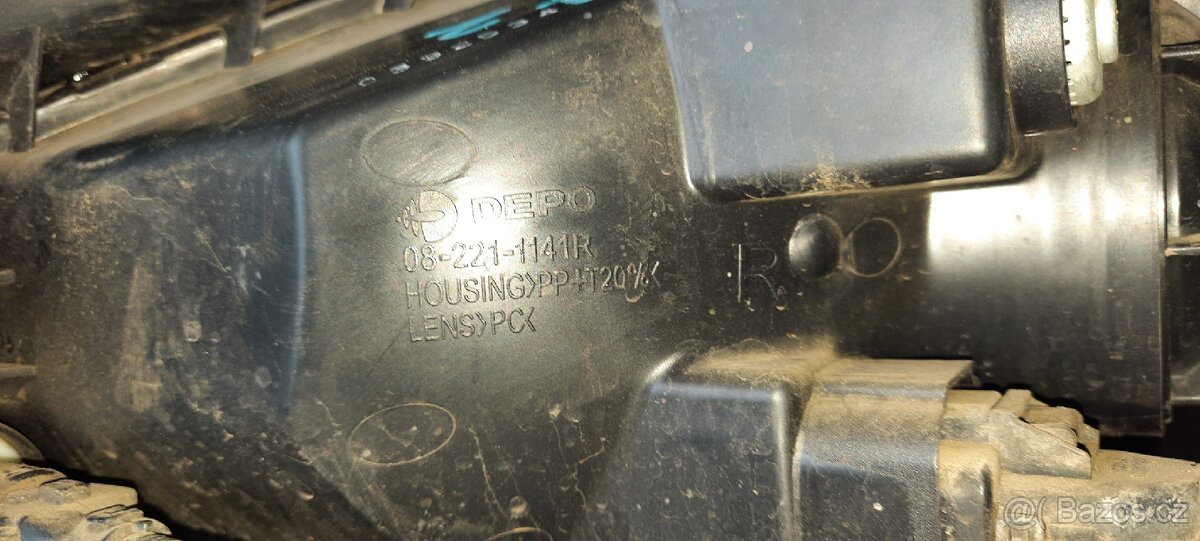 DEPO
08-221-1141R
HOUSING>PP+T20%<
LENS>PC<
R
Bazos.cz